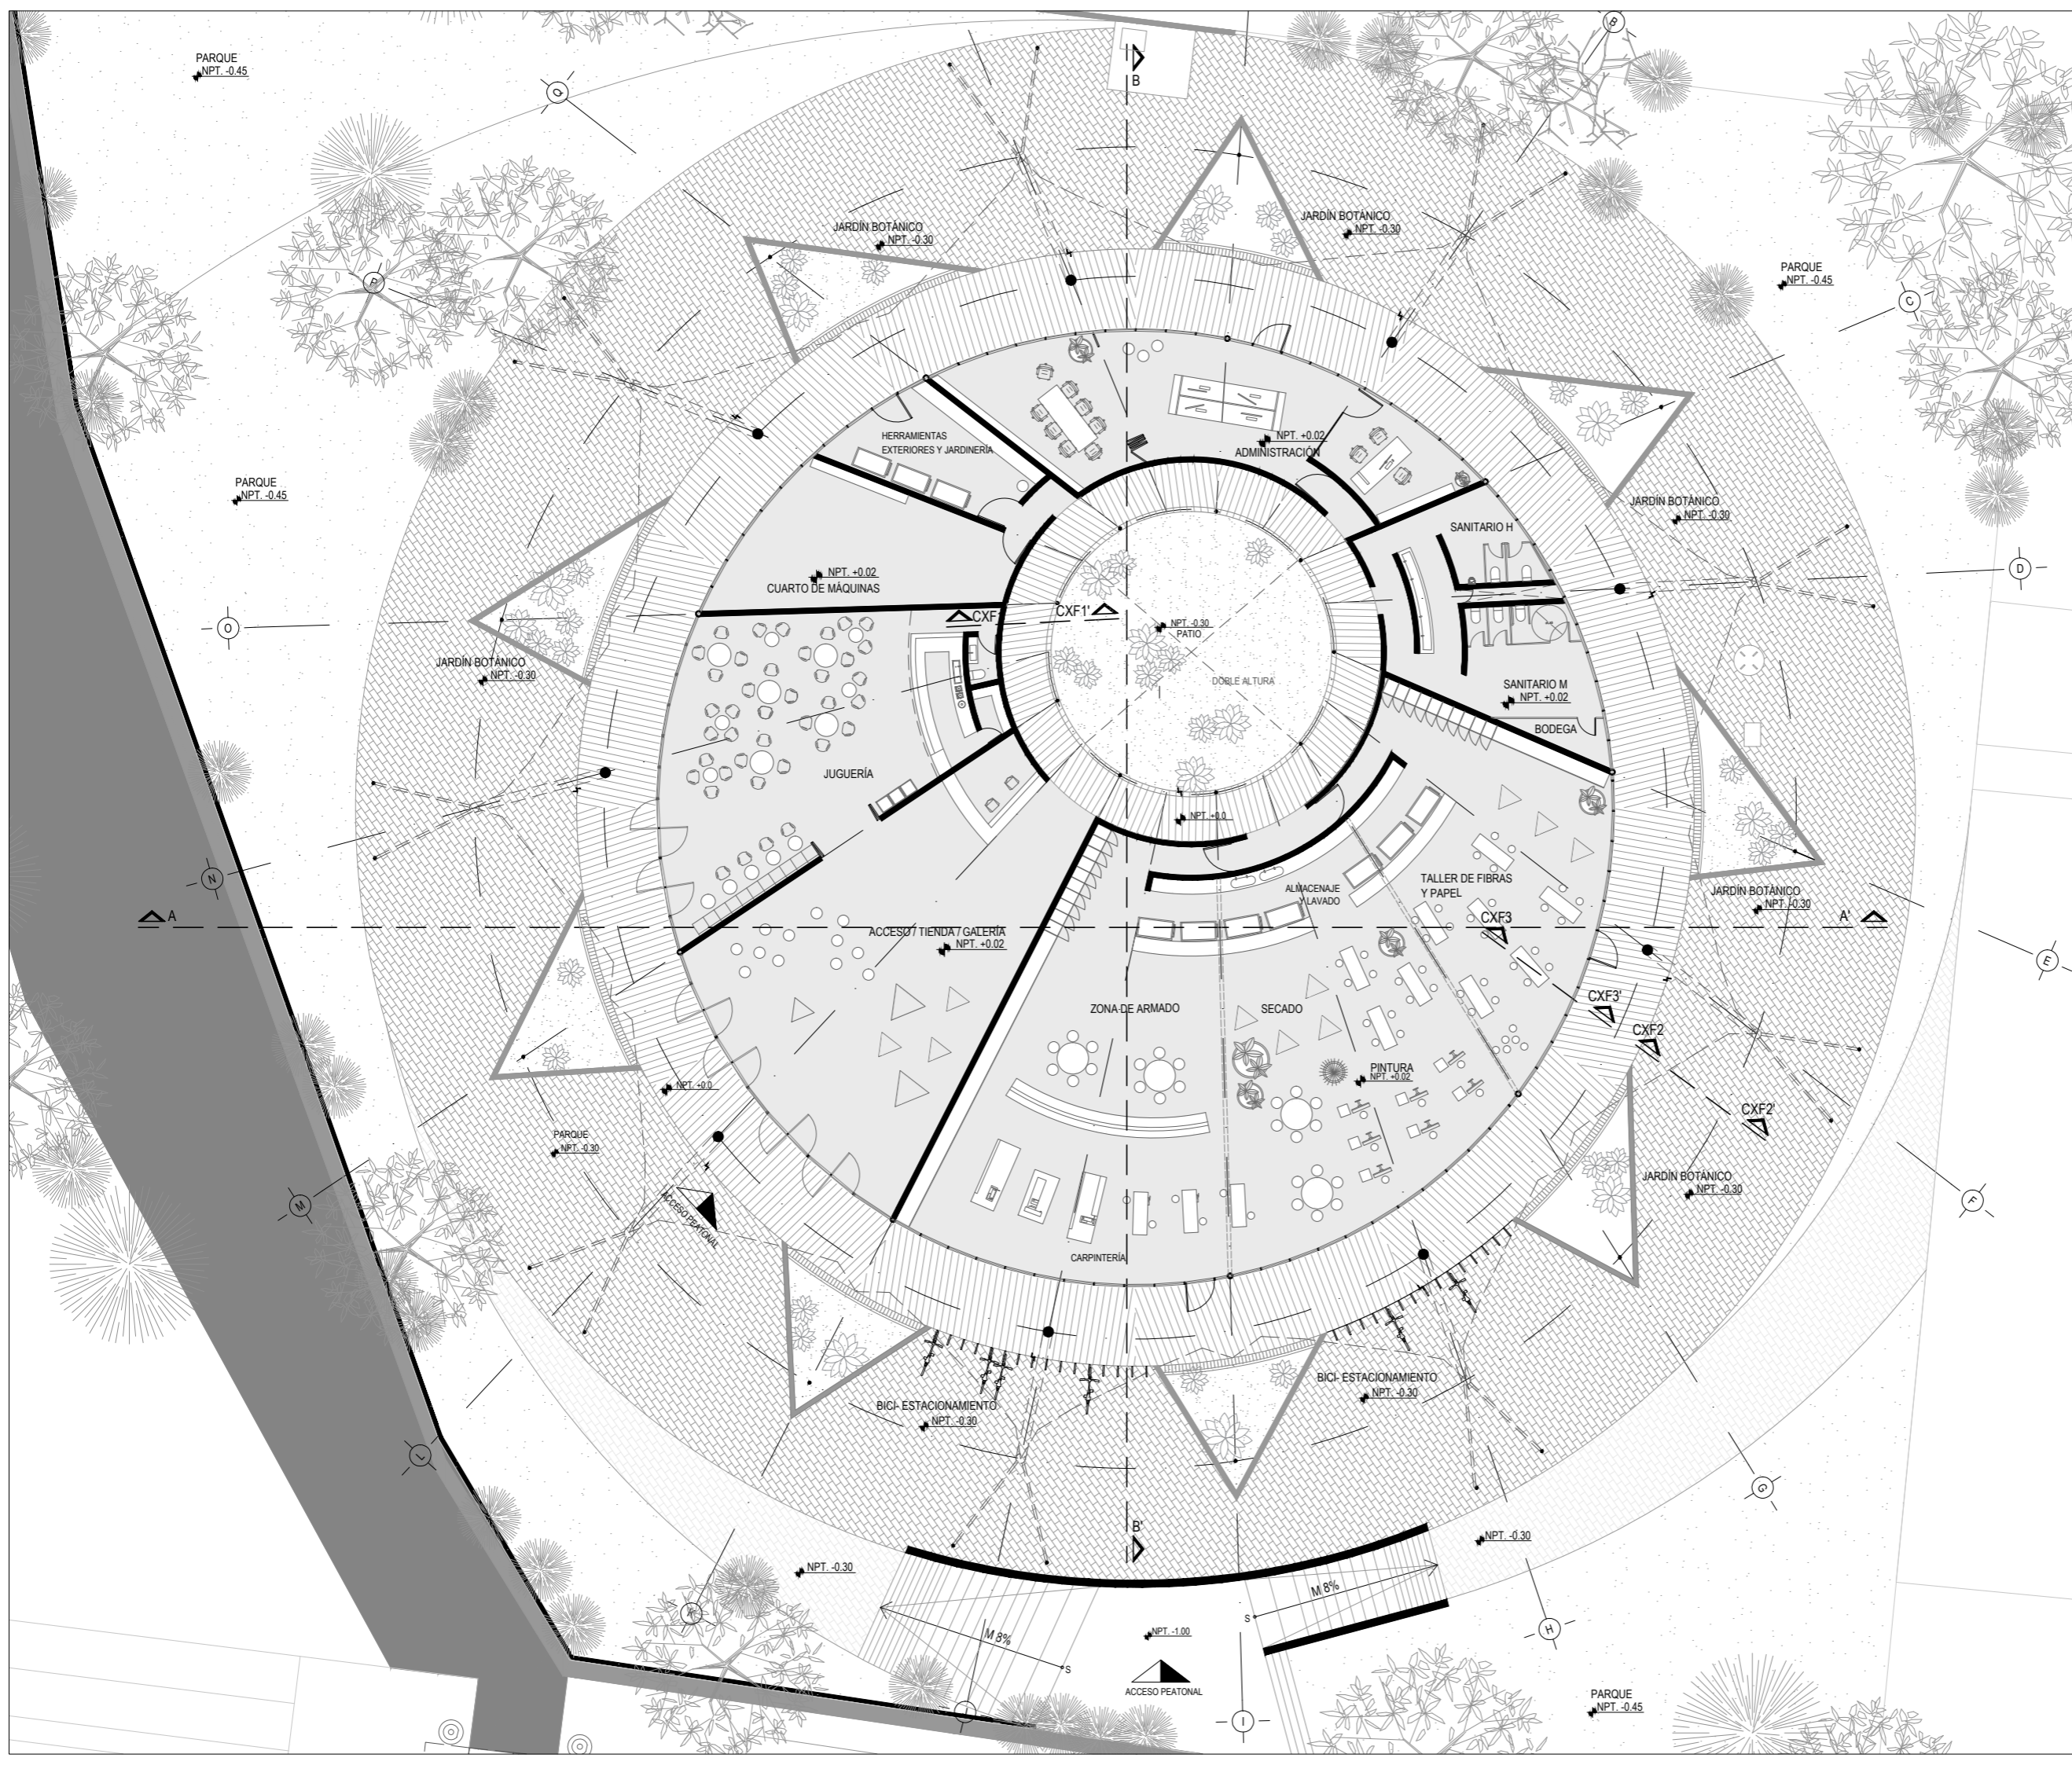 B
PARQUE
NPT. -0.45
B
Q
JARDÍN BOTÁNICO
NPT. -0.30
JARDÍN BOTÁNICO
NPT. -0.30
PARQUE
NPT. -0.45
C
P
HERRAMIENTAS
EXTERIORES Y JARDINERÍA
NPT. +0.02
ADMINISTRACIÓN
PARQUE
NPT. -0.45
JARDÍN BOTÁNICO
NPT. -0.30
SANITARIO H
D
NPT. +0.02
CUARTO DE MÁQUINAS
CXF1
CXF1'
NPT. -0.30
PATIO
O
JARDÍN BOTÁNICO
NPT. -0.30
DOBLE ALTURA
SANITARIO M
NPT. +0.02
BODEGA
JUGUERÍA
NPT. +0.0
N
ALMACENAJE
Y LAVADO
TALLER DE FIBRAS
Y PAPEL
JARDÍN BOTÁNICO
NPT. -0.30
A
A'
CXF3
ACCESO / TIENDA / GALERÍA
NPT. +0.02
E
ZONA DE ARMADO
SECADO
CXF3'
CXF2
PINTURA
NPT. +0.02
NPT. +0.0
CXF2'
PARQUE
NPT. -0.30
JARDÍN BOTÁNICO
NPT. -0.30
F
M
ACCESO PEATONAL
CARPINTERÍA
BICI- ESTACIONAMIENTO
NPT. -0.30
BICI- ESTACIONAMIENTO
NPT. -0.30
L
G
B'
NPT. -0.30
NPT. -0.30
M 8%
S
K
M 8%
S
NPT. -1.00
H
ACCESO PEATONAL
J
I
PARQUE
NPT. -0.45